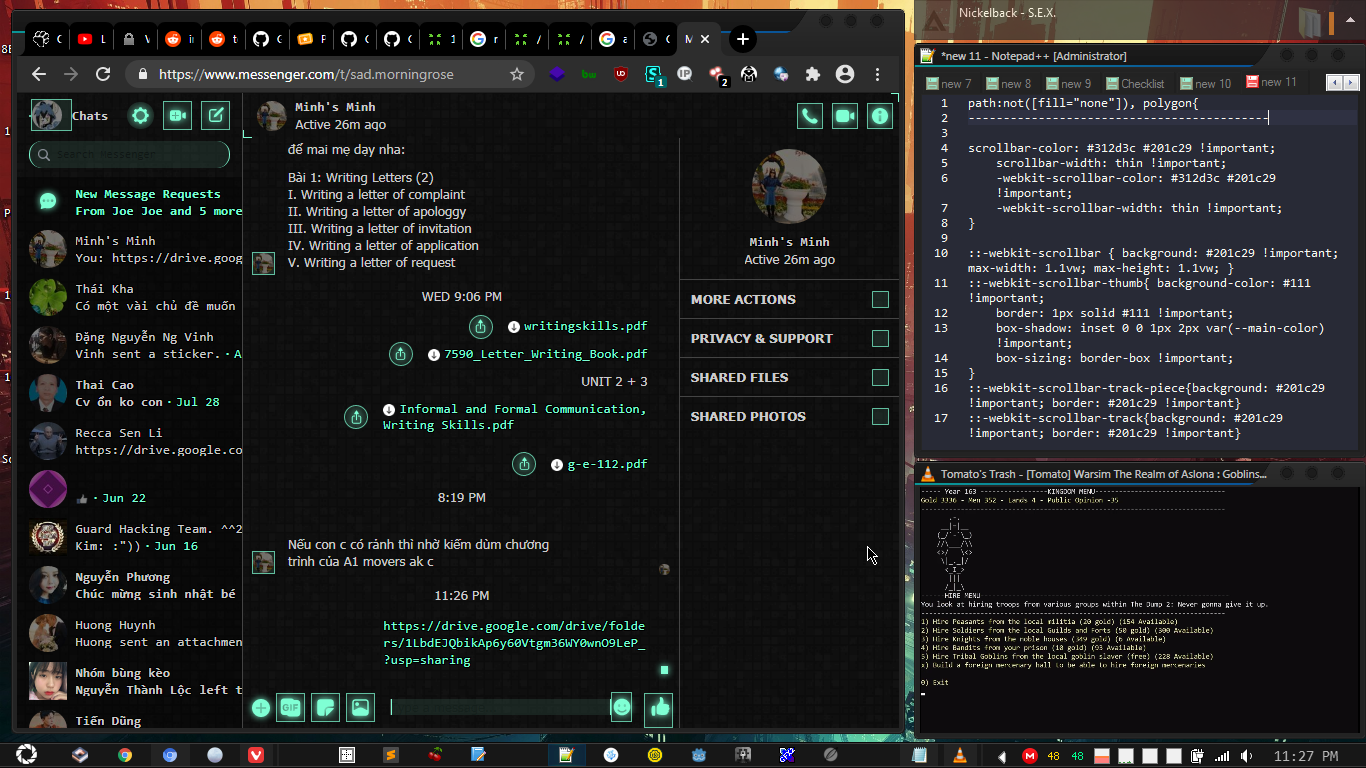 Nickelback - S.E.X.
https://www.messenger.com/t/sad.morningrose
Chats
Search Messenger
New Message Requests
From Joe Joe and 5 more
Minh's Minh
You: https://drive.goog
Thái Kha
Có một vài chủ đề muốn
Đặng Nguyễn Ng Vinh
Vinh sent a sticker. · A
Thai Cao
Cv ổn ko con · Jul 28
Recca Sen Li
https://drive.google.co
· Jun 22
Guard Hacking Team. ^^2
Kim: :")) · Jun 16
Nguyễn Phương
Chúc mừng sinh nhật bé
Huong Huynh
Huong sent an attachmen
Nhóm bùng kèo
Nguyễn Thành Lộc left t
Tiến Dũng
Minh's Minh
Active 26m ago
để mai mẹ dạy nha:
Bài 1: Writing Letters (2)
I. Writing a letter of complaint
II. Writing a letter of apologgy
III. Writing a letter of invitation
IV. Writing a letter of application
V. Writing a letter of request
WED 9:06 PM
writingskills.pdf
7590_Letter_Writing_Book.pdf
UNIT 2 + 3
Informal and Formal Communication,
Writing Skills.pdf
g-e-112.pdf
8:19 PM
Nếu con c có rảnh thì nhờ kiếm dùm chương
trình của A1 movers ak c
11:26 PM
https://drive.google.com/drive/folde
rs/1LbdEJQbikAp6y60Vtgm36WY0wnO9LeP_
?usp=sharing
GIF
Minh's Minh
Active 26m ago
MORE ACTIONS
PRIVACY & SUPPORT
SHARED FILES
SHARED PHOTOS
*new 11 - Notepad++ [Administrator]
new 7
new 8
new 9
Checklist
new 10
new 11
1 path:not([fill="none"]), polygon{
2 -------------------------------------------
3
4 scrollbar-color: #312d3c #201c29 !important;
5 scrollbar-width: thin !important;
6 -webkit-scrollbar-color: #312d3c #201c29
!important;
7 -webkit-scrollbar-width: thin !important;
8 }
9
10 ::-webkit-scrollbar { background: #201c29 !important;
max-width: 1.1vw; max-height: 1.1vw; }
11 ::-webkit-scrollbar-thumb{ background-color: #111
!important;
12 border: 1px solid #111 !important;
13 box-shadow: inset 0 0 1px 2px var(--main-color)
!important;
14 box-sizing: border-box !important;
15 }
16 ::-webkit-scrollbar-track-piece{background: #201c29
!important; border: #201c29 !important}
17 ::-webkit-scrollbar-track{background: #201c29
!important; border: #201c29 !important}
Tomato's Trash - [Tomato] Warsim The Realm of Aslona : Goblins...
----- Year 163 -----------------KINGDOM MENU--------------------------------
Gold 3336 - Men 352 - Lands 4 - Public Opinion -35
HIRE MENU
You look at hiring troops from various groups within The Dump 2: Never gonna give it up.
1) Hire Peasants from the local militia (20 gold) (154 Available)
2) Hire Soldiers from the local Guilds and Forts (50 gold) (300 Available)
3) Hire Knights from the noble houses (349 gold) (6 Available)
4) Hire Bandits from your prison (10 gold) (93 Available)
5) Hire Tribal Goblins from the local goblin slaver (free) (228 Available)
x) Build a foreign mercenary hall to be able to hire foreign mercenaries
0) Exit
48 48
11:27 PM